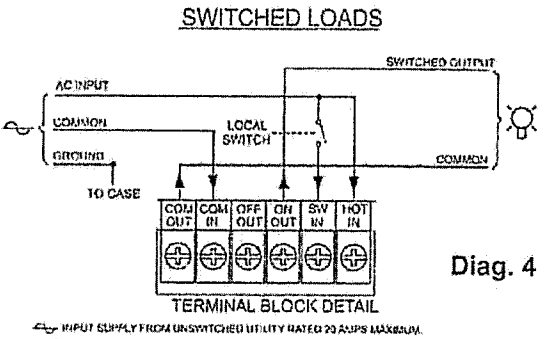 SWITCHED LOADS
SWITCHED OUTPUT
AC INPUT
COMMON
LOCAL SWITCH
GROUND
COMMON
TO CASE
COM OUT
COM IN
OFF OUT
ON OUT
SW IN
HOT IN
Diag. 4
TERMINAL BLOCK DETAIL
INPUT SUPPLY FROM UNSWITCHED UTILITY RATED 20 AMPS MAXIMUM.